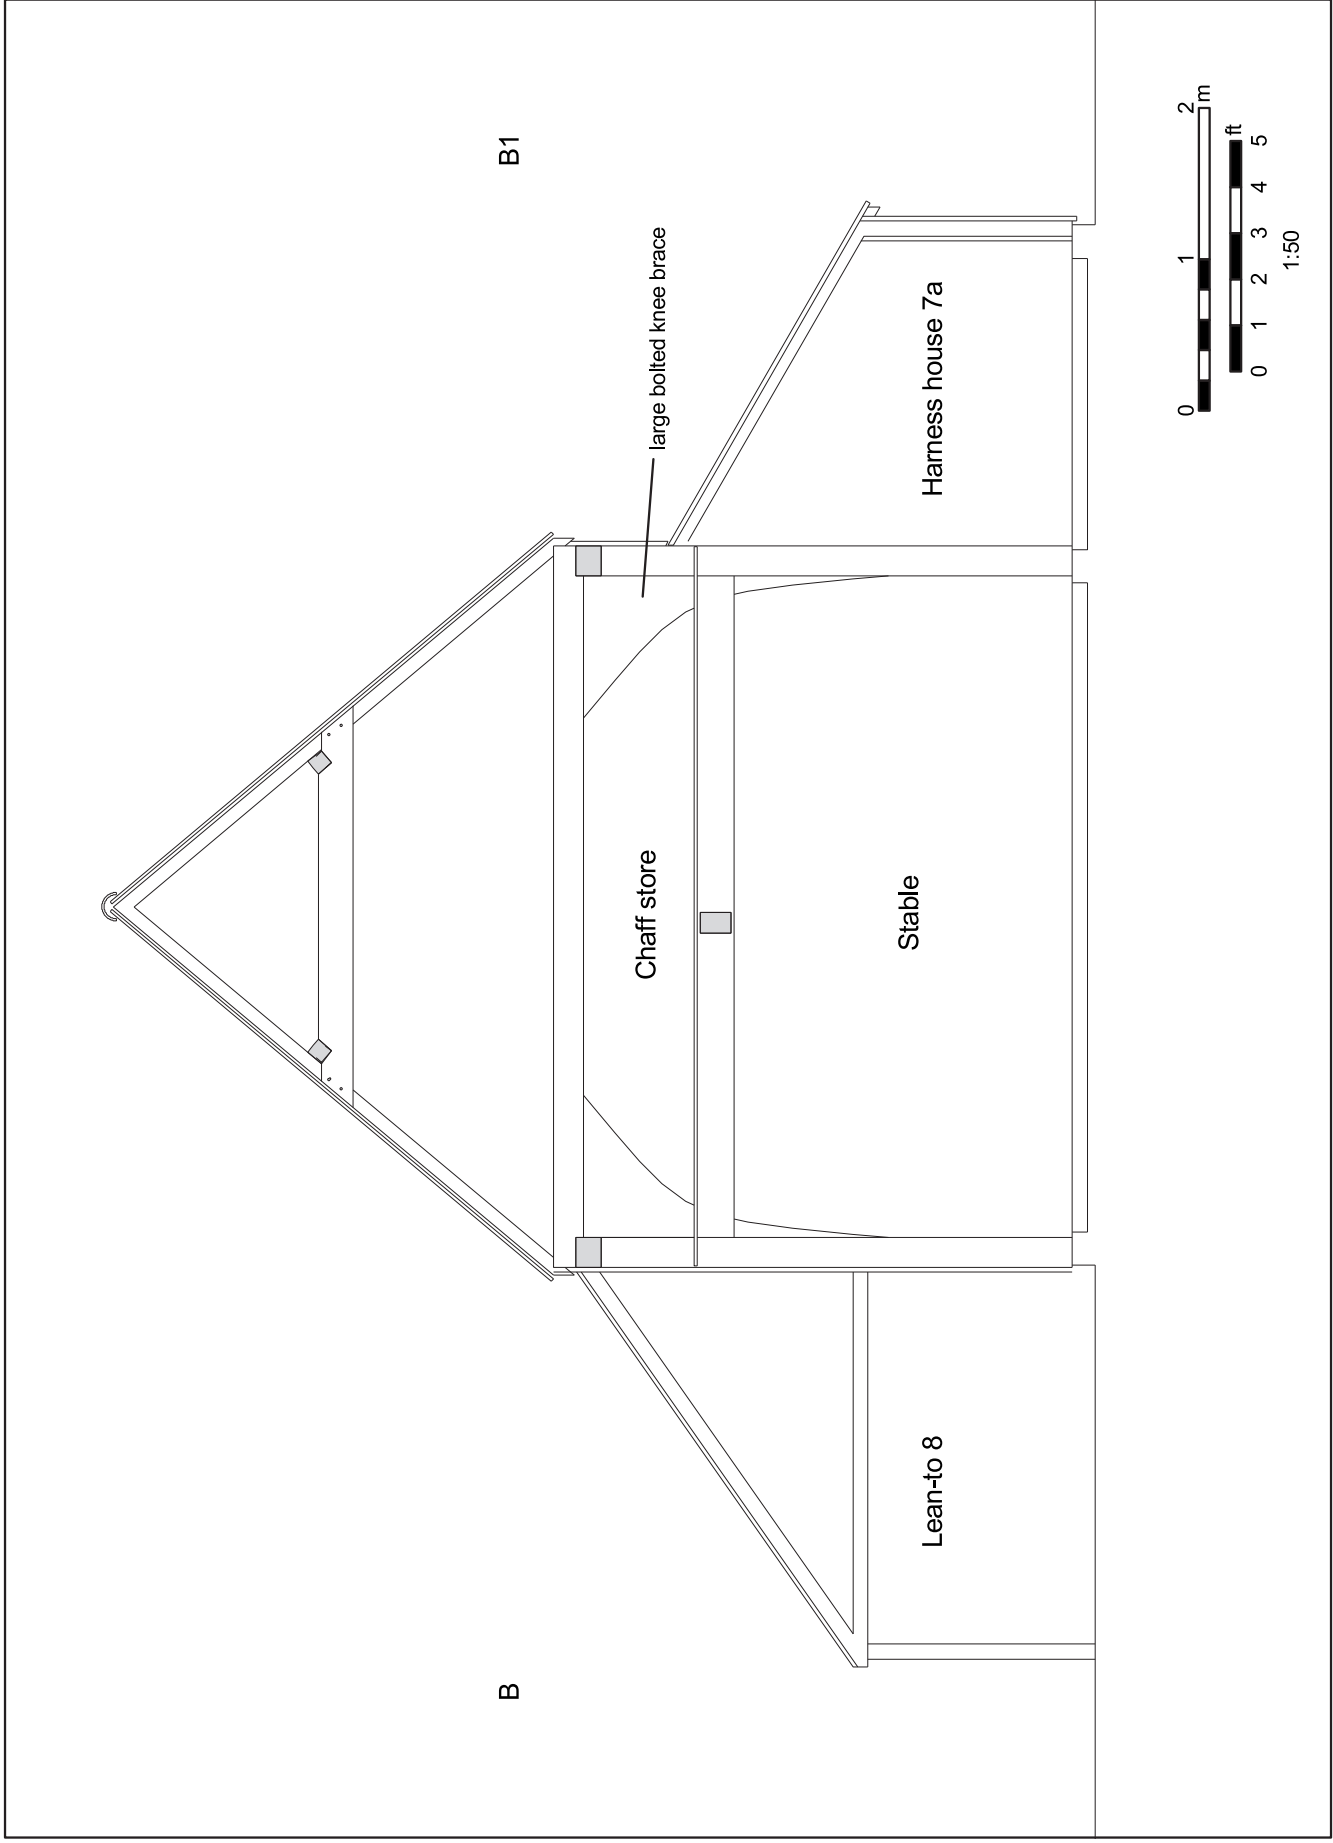 B
B1
large bolted knee brace
Chaff store
Stable
Lean-to 8
Harness house 7a
0 1 2 m
ft
0 1 2 3 4 5
1:50